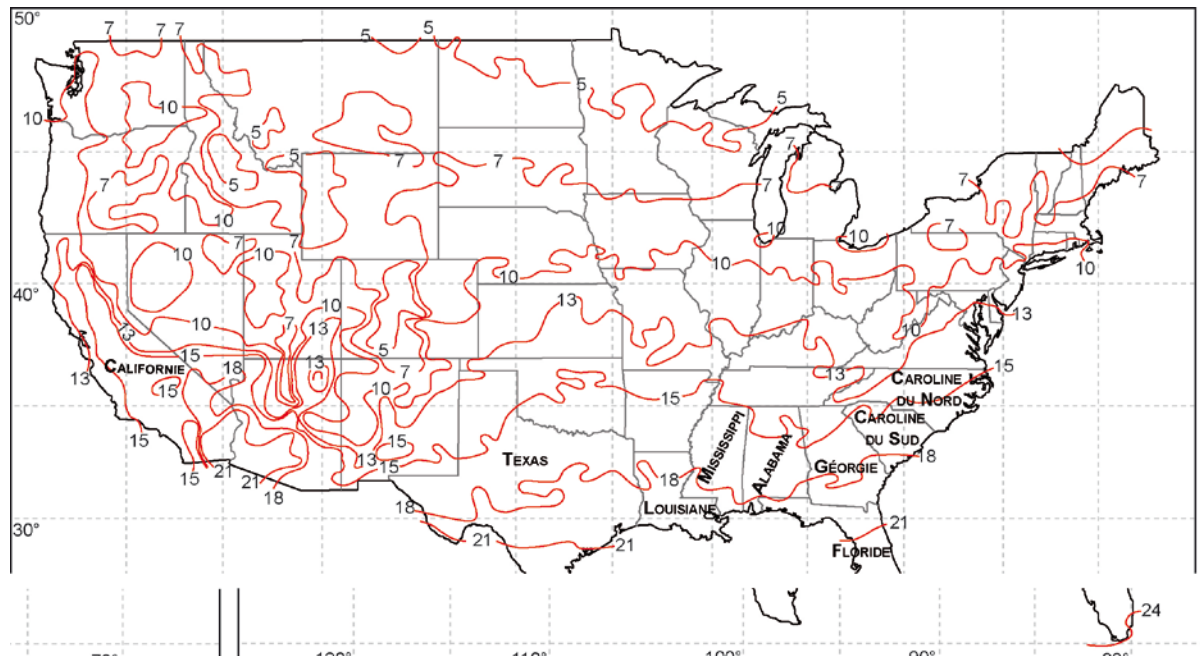 50°
7 7 7 5 5
5
10 10 5
5
7
5 7 7 7
7 5 7 7
10
10 7 7 10 10 7
10 10 10 10
40°
13 13
10 7 13 10 13 10
15 5
CALIFORNIE 18 13 7 13 15
13 15 10 15 CAROLINE
DU NORD
CAROLINE
DU SUD
15 15
MISSISSIPPI
ALABAMA
TEXAS 13 15 GÉORGIE 18
15 21 21 18 18
18 LOUISIANE
30°
21 21 21
FLORIDE
24